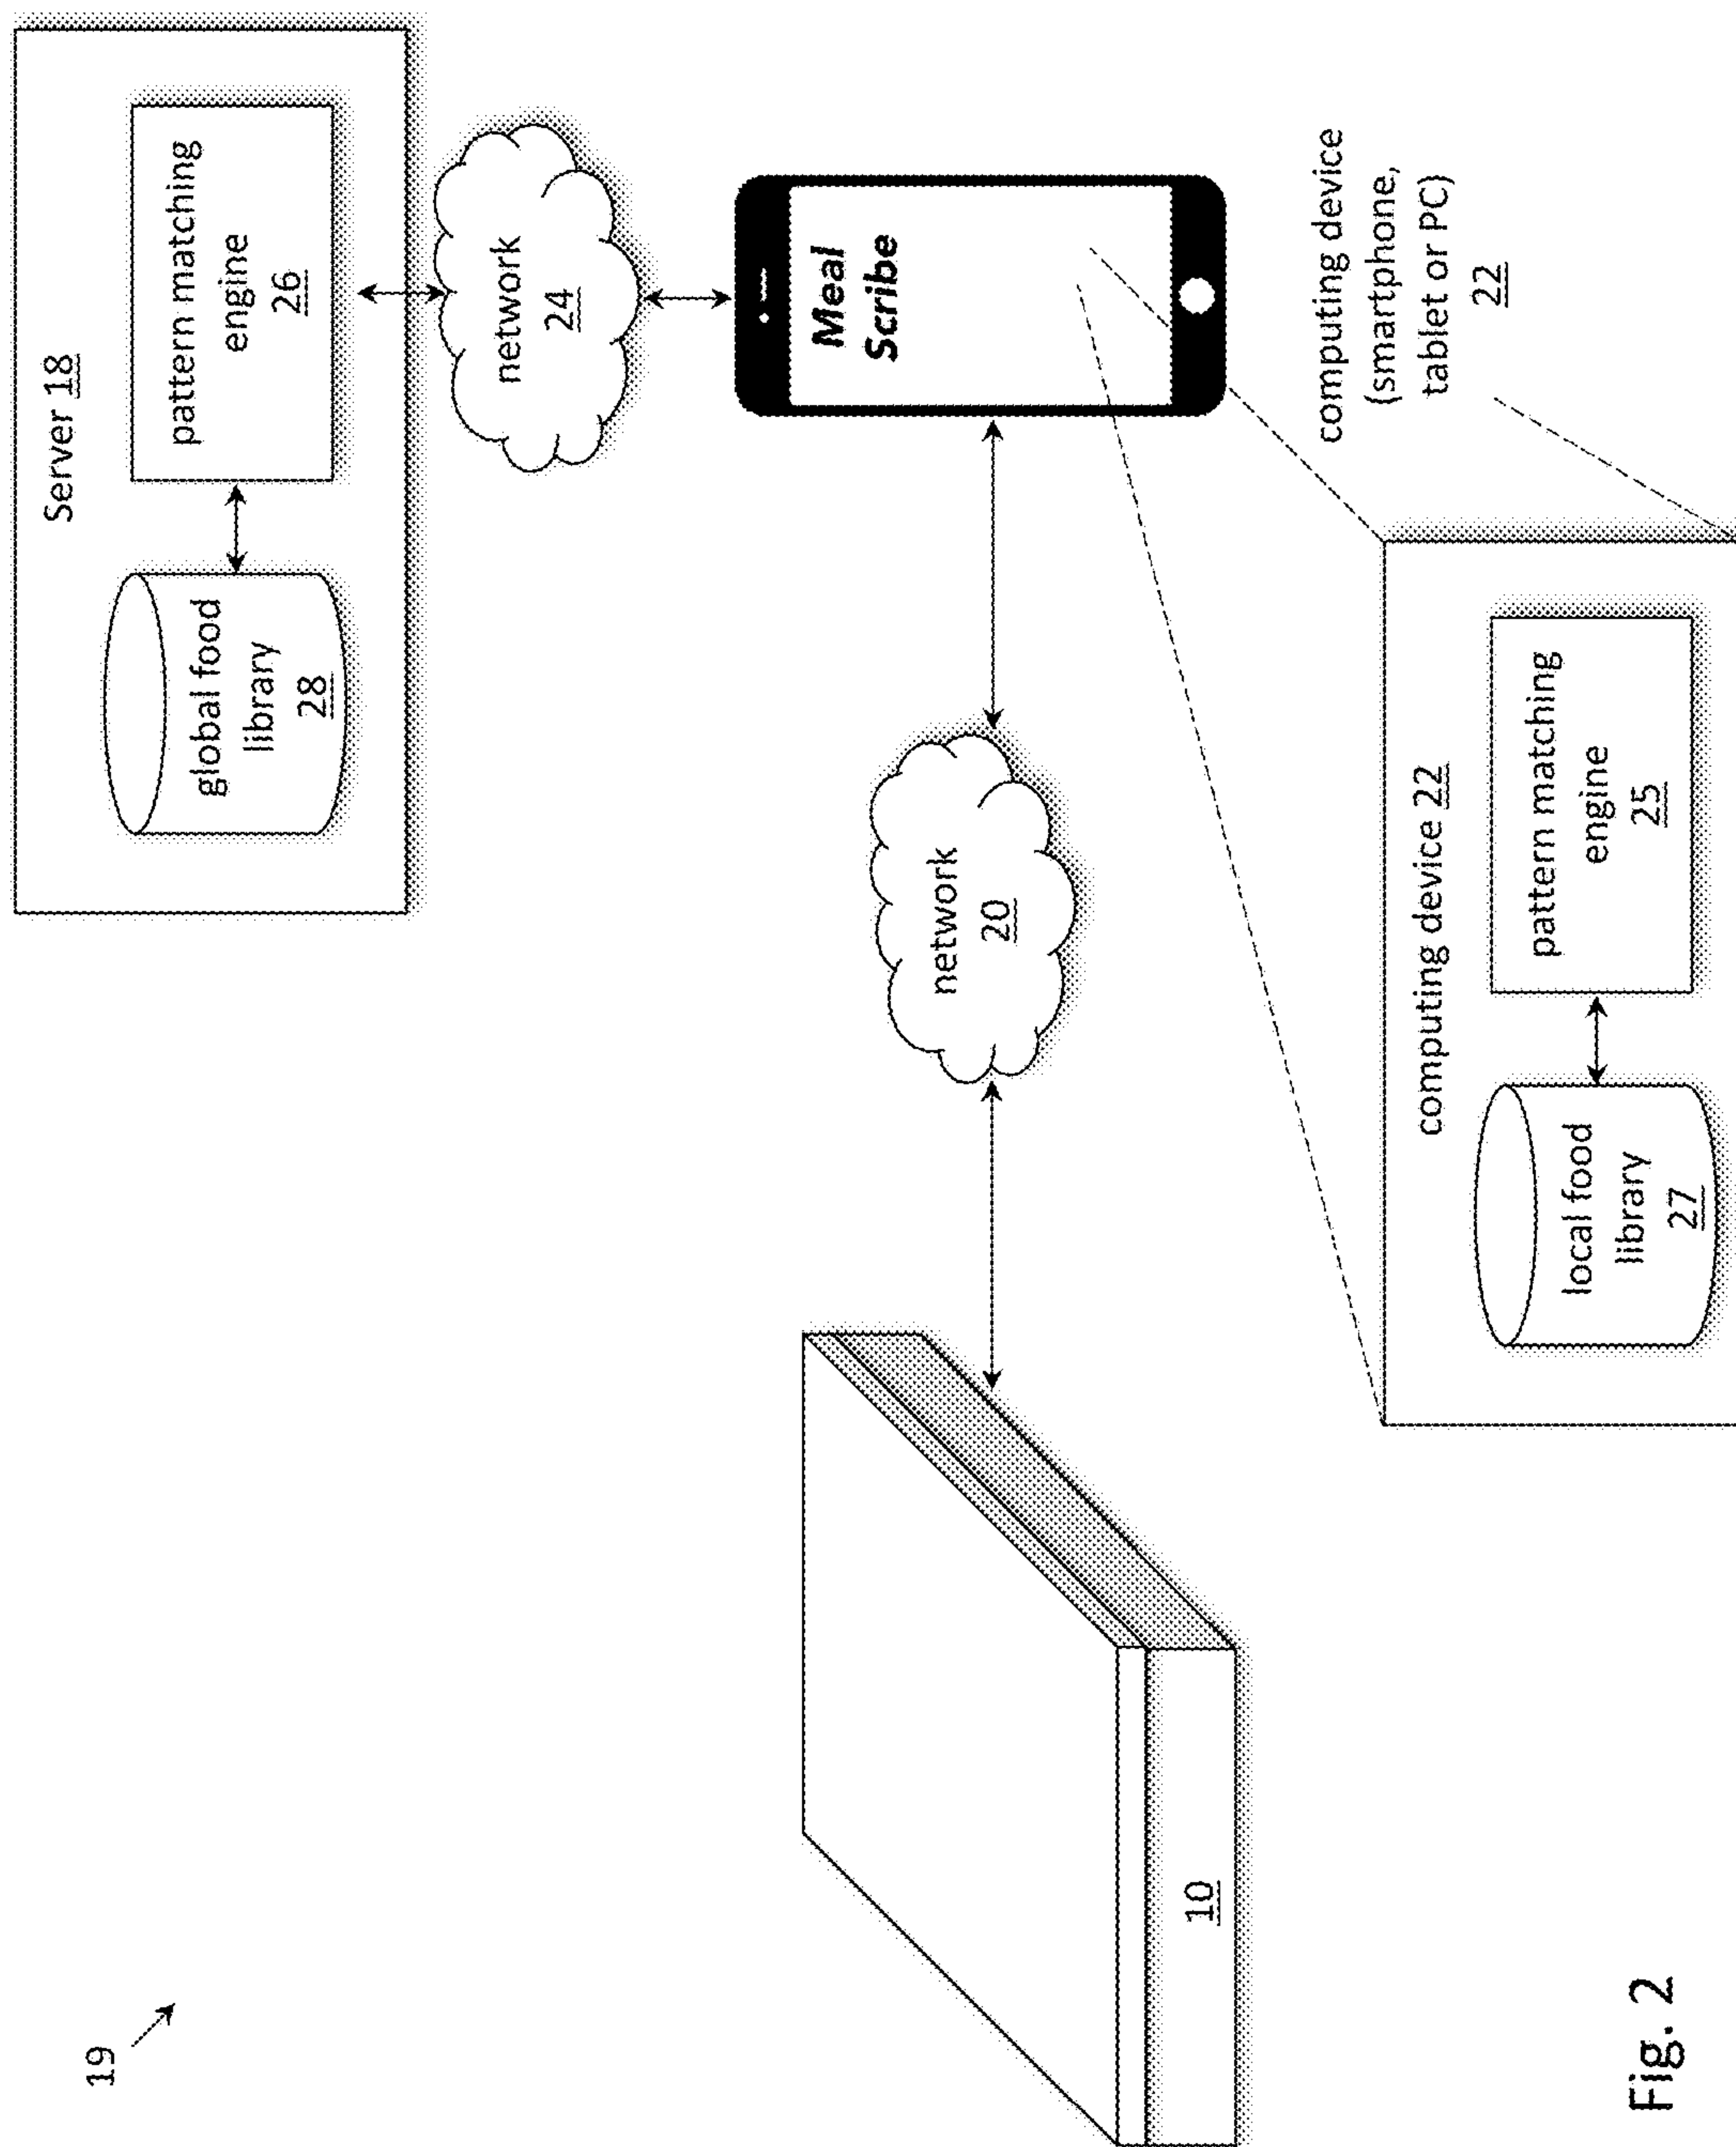 19
Server 18
global food
library
28
pattern matching
engine
26
network
24
network
20
Meal
Scribe
computing device
(smartphone,
tablet or PC)
22
10
computing device 22
local food
library
27
pattern matching
engine
25
Fig. 2